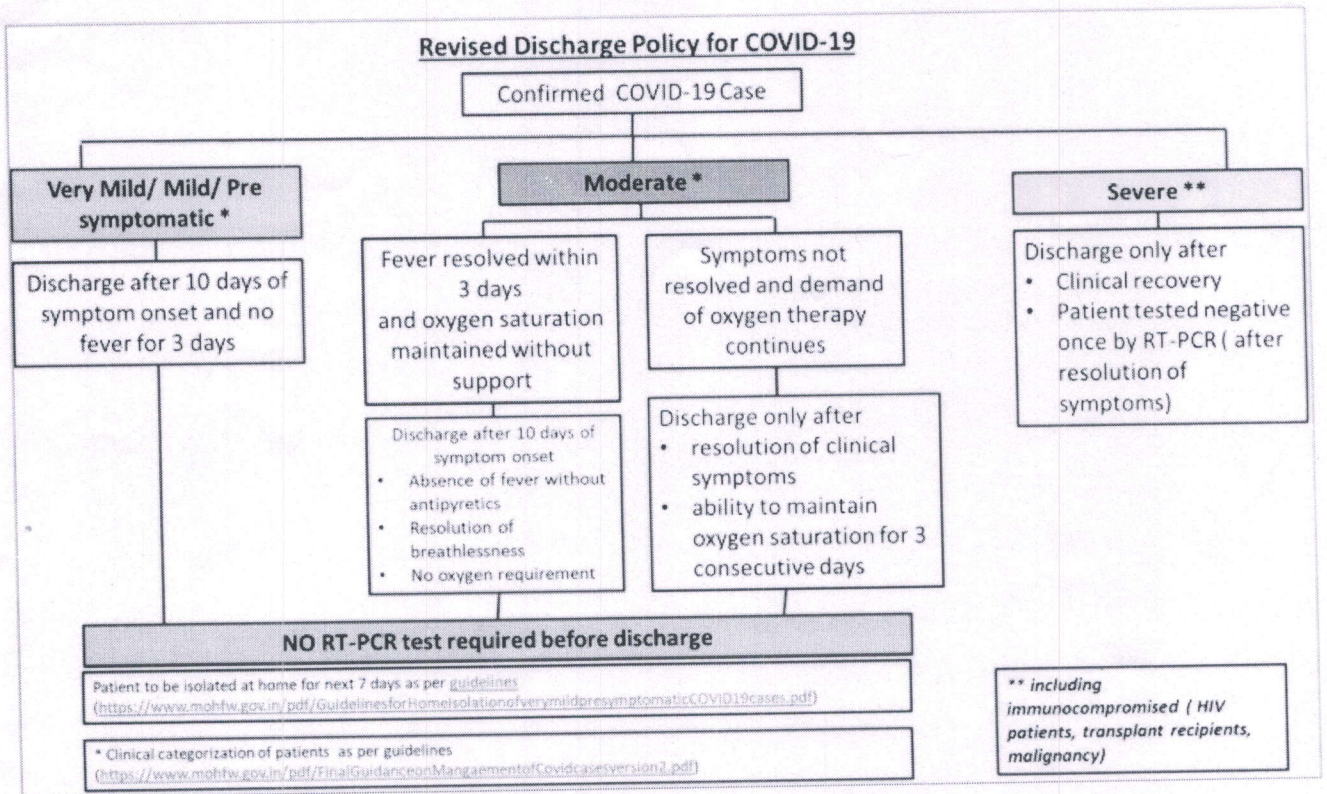 Revised Discharge Policy for COVID-19
Confirmed COVID-19 Case
Very Mild/ Mild/ Pre
symptomatic *
Discharge after 10 days of
symptom onset and no
fever for 3 days
Moderate *
Fever resolved within
3 days
and oxygen saturation
maintained without
support
Discharge after 10 days of
symptom onset
• Absence of fever without
antipyretics
• Resolution of
breathlessness
• No oxygen requirement
Symptoms not
resolved and demand
of oxygen therapy
continues
Discharge only after
• resolution of clinical
symptoms
• ability to maintain
oxygen saturation for 3
consecutive days
Severe **
Discharge only after
• Clinical recovery
• Patient tested negative
once by RT-PCR ( after
resolution of
symptoms)
NO RT-PCR test required before discharge
Patient to be isolated at home for next 7 days as per guidelines
(https://www.mohfw.gov.in/pdf/GuidelinesforHomeIsolationofverymildpresymptomaticCOVID19cases.pdf)
* Clinical categorization of patients as per guidelines
(https://www.mohfw.gov.in/pdf/FinalGuidanceonMangaementofCovidcasesversion2.pdf)
** including
immunocompromised ( HIV
patients, transplant recipients,
malignancy)